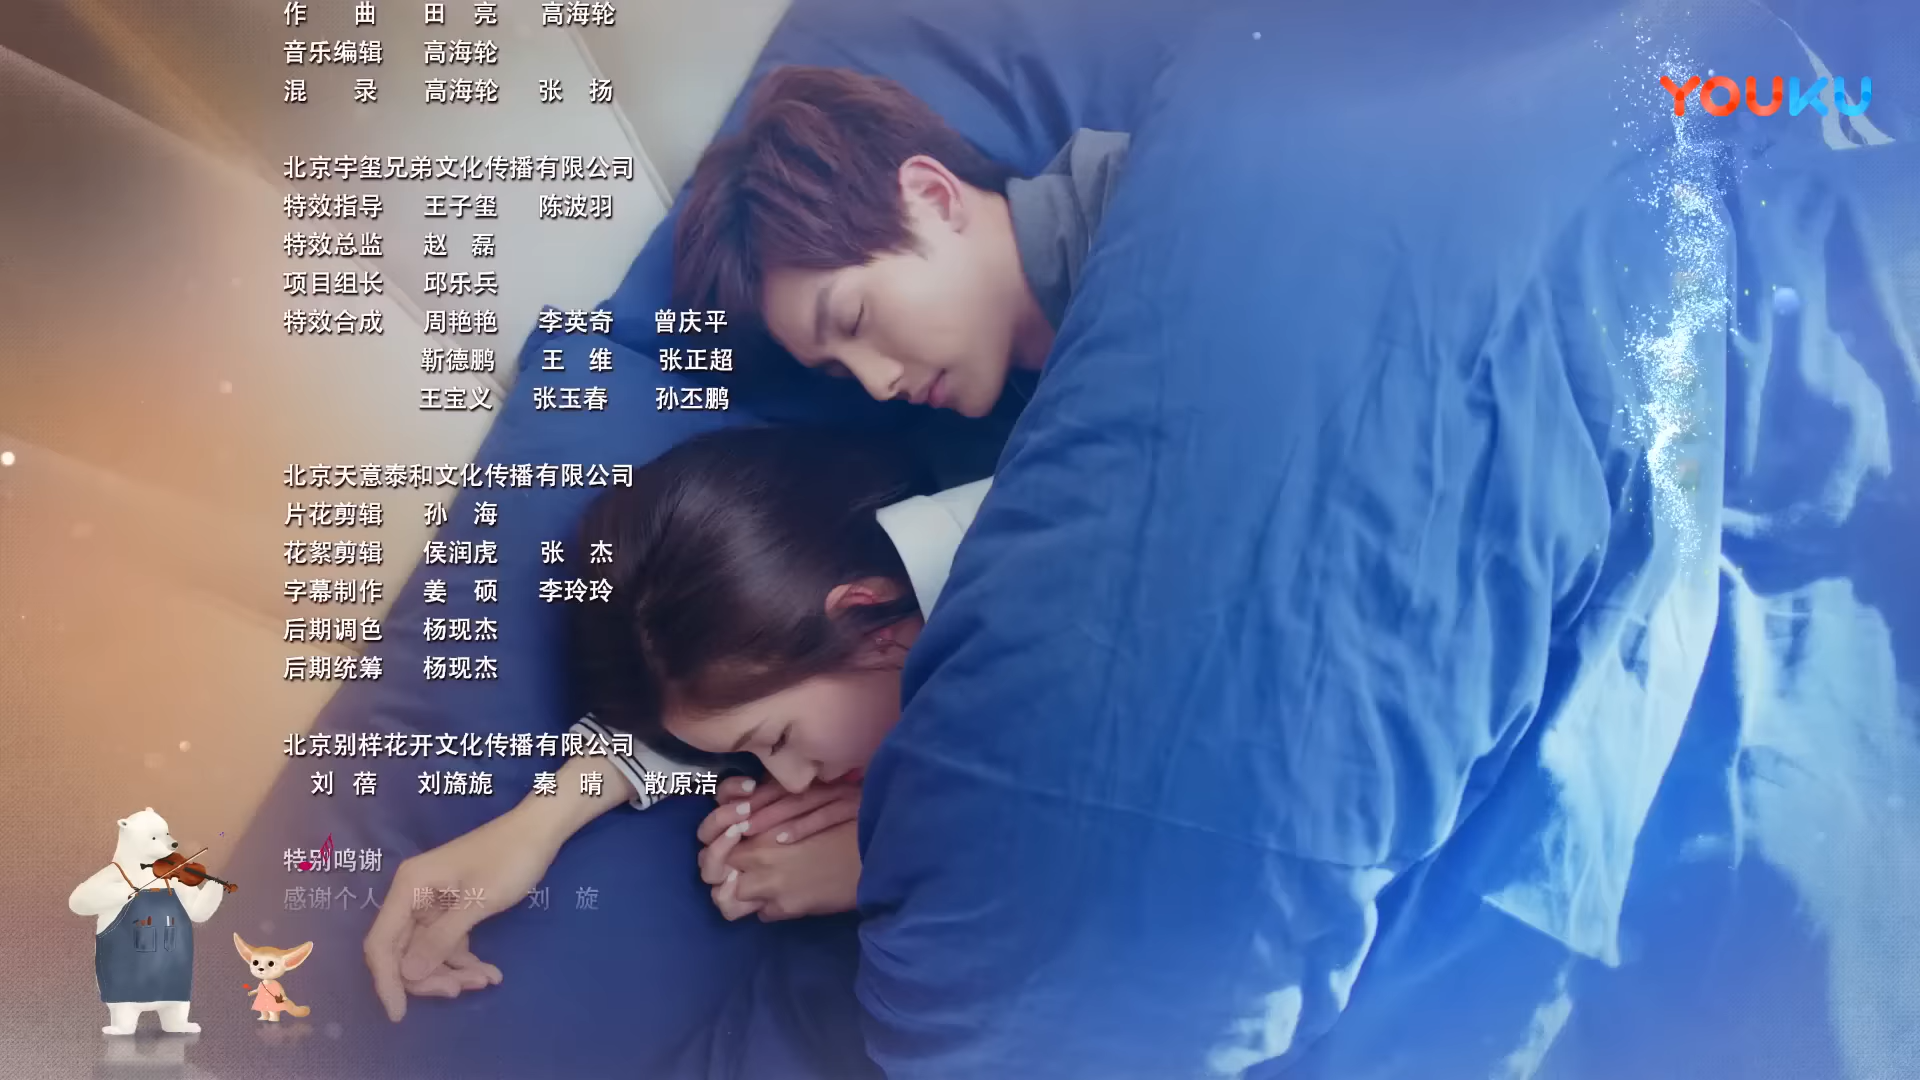 作 曲 田 亮 高海轮
音乐编辑 高海轮
混 录 高海轮 张 扬
YOUKU
北京宇玺兄弟文化传播有限公司
特效指导 王子玺 陈波羽
特效总监 赵 磊
项目组长 邱乐兵
特效合成 周艳艳 李英奇 曾庆平
靳德鹏 王 维 张正超
王宝义 张玉春 孙丕鹏
北京天意泰和文化传播有限公司
片花剪辑 孙 海
花絮剪辑 侯润虎 张 杰
字幕制作 姜 硕 李玲玲
后期调色 杨现杰
后期统筹 杨现杰
北京别样花开文化传播有限公司
刘 蓓 刘旖旎 秦 晴 散原洁
特别鸣谢
感谢个人 滕奎兴 刘 旋